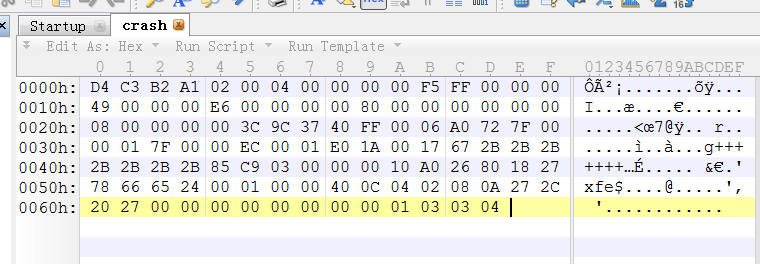 Startup crash
Edit As: Hex Run Script Run Template
0 1 2 3 4 5 6 7 8 9 A B C D E F 0123456789ABCDEF
0000h: D4 C3 B2 A1 02 00 04 00 00 00 00 F5 FF 00 00 00 ÔÃ²¡.......õÿ...
0010h: 49 00 00 00 E6 00 00 00 00 80 00 00 00 00 00 00 I...æ....€......
0020h: 08 00 00 00 3C 9C 37 40 FF 00 06 A0 72 7F 00 00 ....<œ7@ÿ.. r...
0030h: 00 01 7F 00 00 EC 00 01 E0 1A 00 17 67 2B 2B 2B .....ì..à...g+++
0040h: 2B 2B 2B 2B 85 C9 03 00 00 00 10 A0 26 80 18 27 ++++…É..... &€.'
0050h: 78 66 65 24 00 01 00 00 40 0C 04 02 08 0A 27 2C xfe$....@.....',
0060h: 20 27 00 00 00 00 00 00 00 00 01 03 03 04 '............